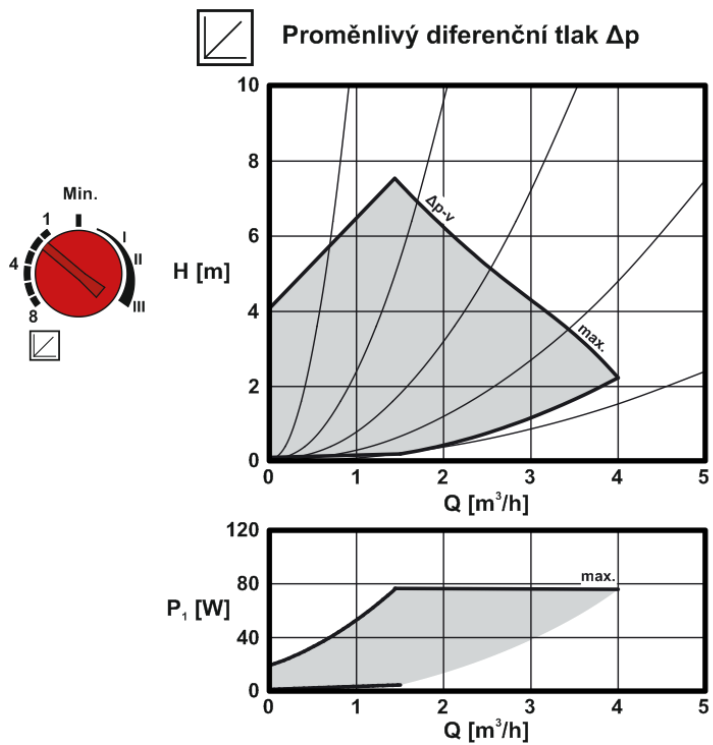 Proměnlivý diferenční tlak Δp
Min.
1
4
8
I
II
III
H [m]
10
8
6
4
2
0
Δp-v
max.
0 1 2 3 4 5
Q [m³/h]
P₁ [W]
120
80
40
0
max.
0 1 2 3 4 5
Q [m³/h]